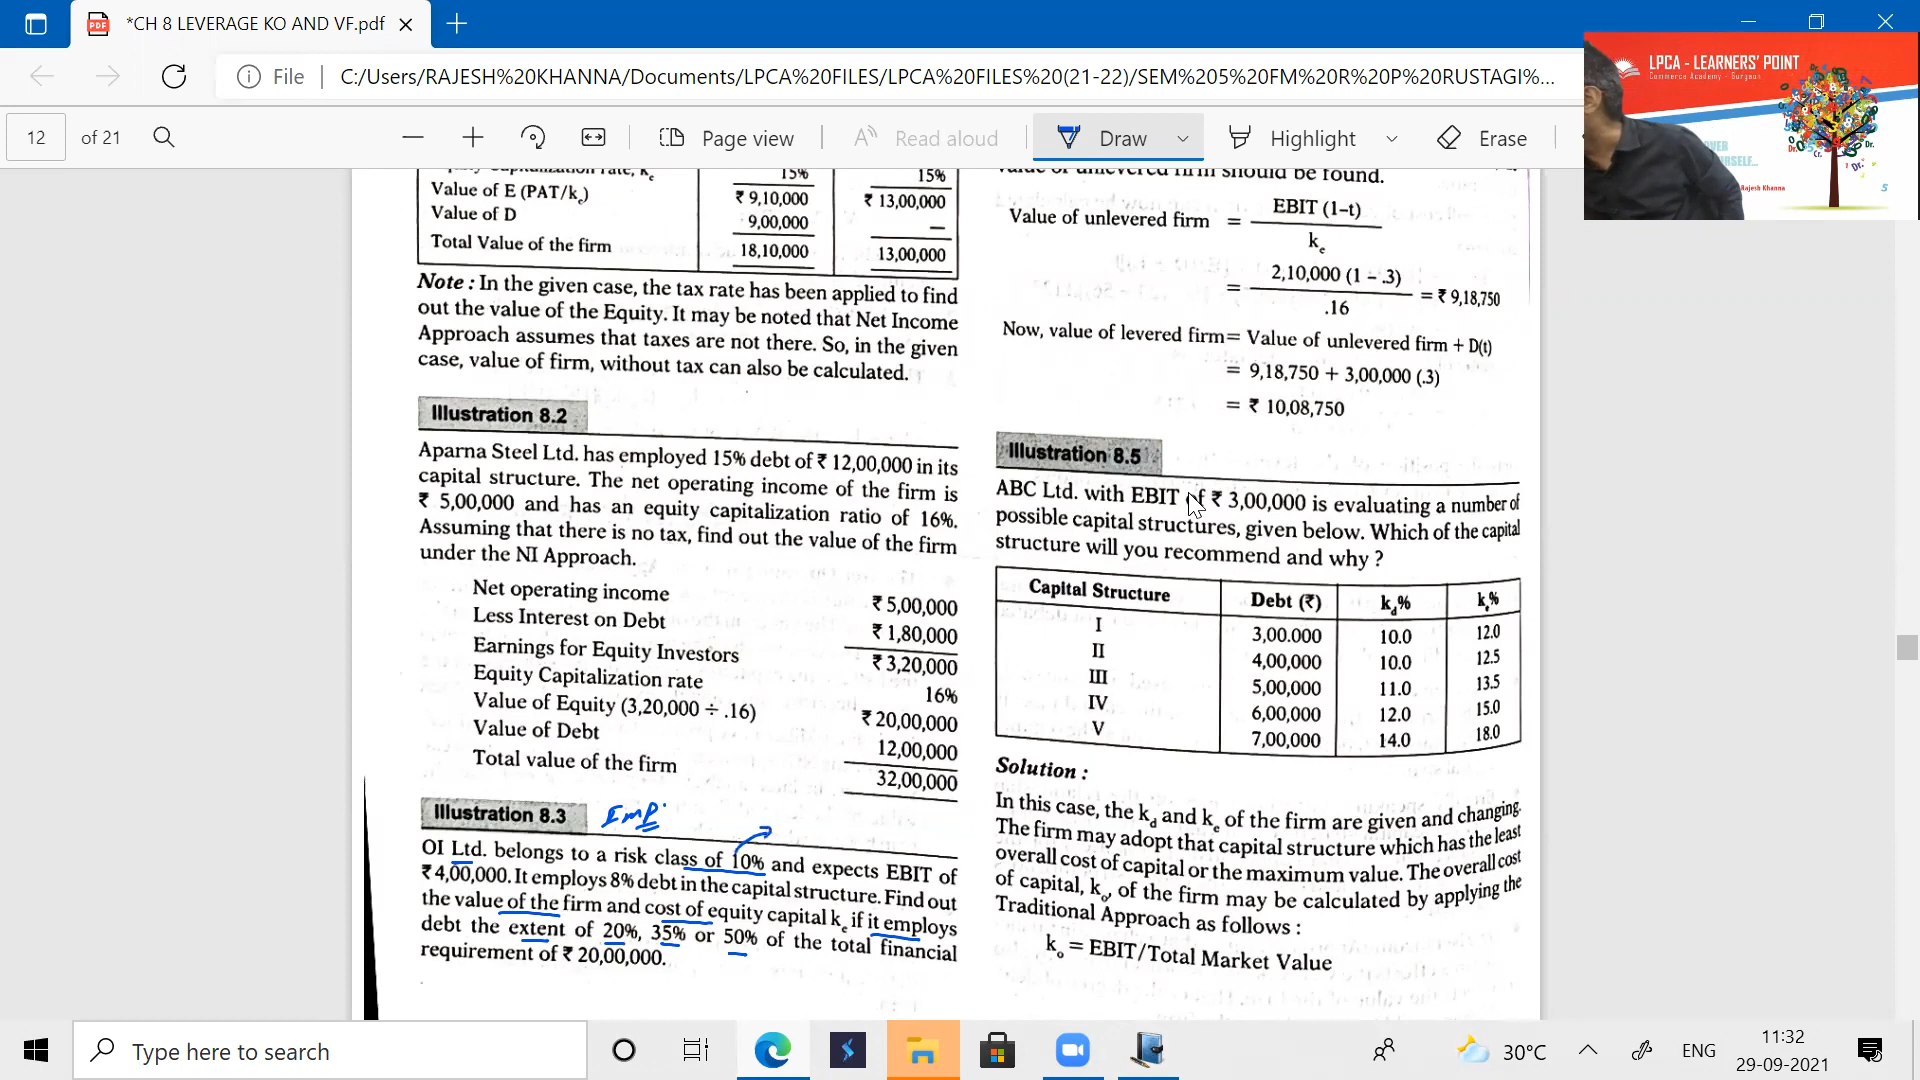 *CH 8 LEVERAGE KO AND VF.pdf
File
C:/Users/RAJESH%20KHANNA/Documents/LPCA%20FILES/LPCA%20FILES%20(21-22)/SEM%205%20FM%20R%20P%20RUSTAGI%...
12 of 21
Page view
Read aloud
Draw
Highlight
Erase
LPCA - LEARNERS' POINT
Commerce Academy - Gurgaon
Rajesh Khanna
5
15% 15%
Value of E (PAT/kₑ) ₹ 9,10,000 ₹ 13,00,000
Value of D 9,00,000 —
Total Value of the firm 18,10,000 13,00,000
Note : In the given case, the tax rate has been applied to find
out the value of the Equity. It may be noted that Net Income
Approach assumes that taxes are not there. So, in the given
case, value of firm, without tax can also be calculated.
Illustration 8.2
Aparna Steel Ltd. has employed 15% debt of ₹ 12,00,000 in its
capital structure. The net operating income of the firm is
₹ 5,00,000 and has an equity capitalization ratio of 16%.
Assuming that there is no tax, find out the value of the firm
under the NI Approach.
Net operating income ₹ 5,00,000
Less Interest on Debt ₹ 1,80,000
Earnings for Equity Investors ₹ 3,20,000
Equity Capitalization rate 16%
Value of Equity (3,20,000 ÷ .16) ₹ 20,00,000
Value of Debt 12,00,000
Total value of the firm 32,00,000
Illustration 8.3 Imp.
OI Ltd. belongs to a risk class of 10% and expects EBIT of
₹ 4,00,000. It employs 8% debt in the capital structure. Find out
the value of the firm and cost of equity capital kₑ if it employs
debt the extent of 20%, 35% or 50% of the total financial
requirement of ₹ 20,00,000.
value of unlevered firm should be found.
Value of unlevered firm = EBIT (1–t)
kₑ
= 2,10,000 (1 – .3)
.16
= ₹ 9,18,750
Now, value of levered firm = Value of unlevered firm + D(t)
= 9,18,750 + 3,00,000 (.3)
= ₹ 10,08,750
Illustration 8.5
ABC Ltd. with EBIT of ₹ 3,00,000 is evaluating a number of
possible capital structures, given below. Which of the capital
structure will you recommend and why ?
Capital Structure Debt (₹) k_d% kₑ%
I 3,00.000 10.0 12.0
II 4,00,000 10.0 12.5
III 5,00,000 11.0 13.5
IV 6,00,000 12.0 15.0
V 7,00,000 14.0 18.0
Solution :
In this case, the k_d and kₑ of the firm are given and changing.
The firm may adopt that capital structure which has the least
overall cost of capital or the maximum value. The overall cost
of capital, kₒ, of the firm may be calculated by applying the
Traditional Approach as follows :
kₒ = EBIT/Total Market Value
Type here to search
30°C
ENG
11:32
29-09-2021